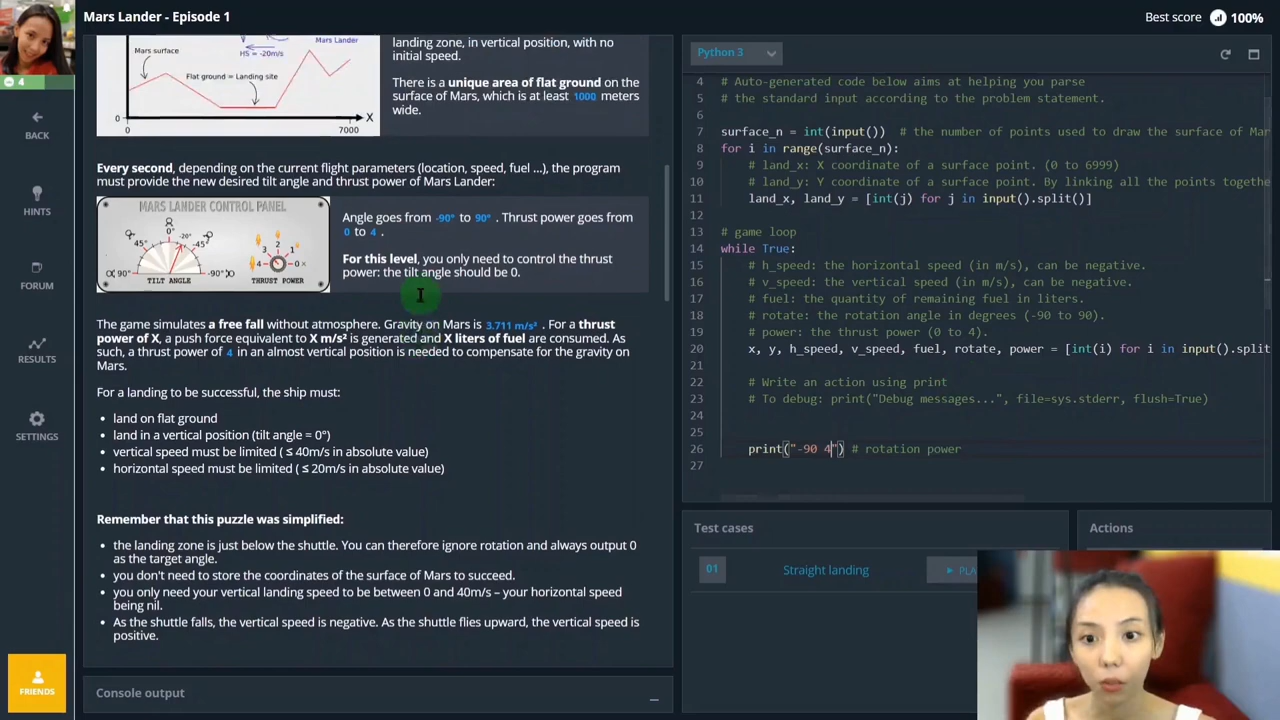 Mars Lander - Episode 1
Best score 100%
4
BACK
HINTS
FORUM
RESULTS
SETTINGS
FRIENDS
Mars surface
HS = -20m/s
Mars Lander
Flat ground = Landing site
0
X
0
7000
landing zone, in vertical position, with no
initial speed.
There is a unique area of flat ground on the
surface of Mars, which is at least 1000 meters
wide.
Every second, depending on the current flight parameters (location, speed, fuel ...), the program
must provide the new desired tilt angle and thrust power of Mars Lander:
MARS LANDER CONTROL PANEL
0°
-20°
45°
-45°
90°
-90°
TILT ANGLE
2
3
1
4
0
THRUST POWER
Angle goes from -90° to 90° . Thrust power goes from
0 to 4 .
For this level, you only need to control the thrust
power: the tilt angle should be 0.
The game simulates a free fall without atmosphere. Gravity on Mars is 3.711 m/s² . For a thrust
power of X, a push force equivalent to X m/s² is generated and X liters of fuel are consumed. As
such, a thrust power of 4 in an almost vertical position is needed to compensate for the gravity on
Mars.
For a landing to be successful, the ship must:
• land on flat ground
• land in a vertical position (tilt angle = 0°)
• vertical speed must be limited ( ≤ 40m/s in absolute value)
• horizontal speed must be limited ( ≤ 20m/s in absolute value)
Remember that this puzzle was simplified:
• the landing zone is just below the shuttle. You can therefore ignore rotation and always output 0
as the target angle.
• you don't need to store the coordinates of the surface of Mars to succeed.
• you only need your vertical landing speed to be between 0 and 40m/s – your horizontal speed
being nil.
• As the shuttle falls, the vertical speed is negative. As the shuttle flies upward, the vertical speed is
positive.
Console output
Python 3
4 # Auto-generated code below aims at helping you parse
5 # the standard input according to the problem statement.
6
7 surface_n = int(input()) # the number of points used to draw the surface of Mar
8 for i in range(surface_n):
9 # land_x: X coordinate of a surface point. (0 to 6999)
10 # land_y: Y coordinate of a surface point. By linking all the points togethe
11 land_x, land_y = [int(j) for j in input().split()]
12
13 # game loop
14 while True:
15 # h_speed: the horizontal speed (in m/s), can be negative.
16 # v_speed: the vertical speed (in m/s), can be negative.
17 # fuel: the quantity of remaining fuel in liters.
18 # rotate: the rotation angle in degrees (-90 to 90).
19 # power: the thrust power (0 to 4).
20 x, y, h_speed, v_speed, fuel, rotate, power = [int(i) for i in input().split
21
22 # Write an action using print
23 # To debug: print("Debug messages...", file=sys.stderr, flush=True)
24
25
26 print("-90 4") # rotation power
27
Test cases
01 Straight landing ▶ PLA
Actions